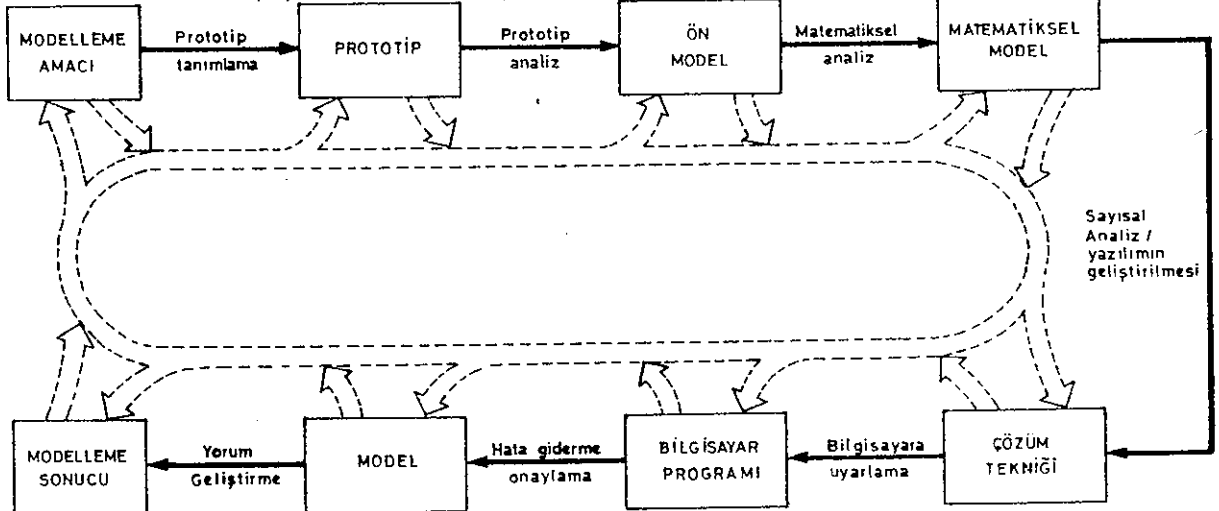 MODELLEME
AMACI
Prototip
tanımlama
PROTOTİP
Prototip
analiz
ÖN
MODEL
Matematiksel
analiz
MATEMATİKSEL
MODEL
Sayısal
Analiz /
yazılımın
geliştirilmesi
MODELLEME
SONUCU
Yorum
Geliştirme
MODEL
Hata giderme
onaylama
BİLGİSAYAR
PROGRAMI
Bilgisayara
uyarlama
ÇÖZÜM
TEKNİĞİ